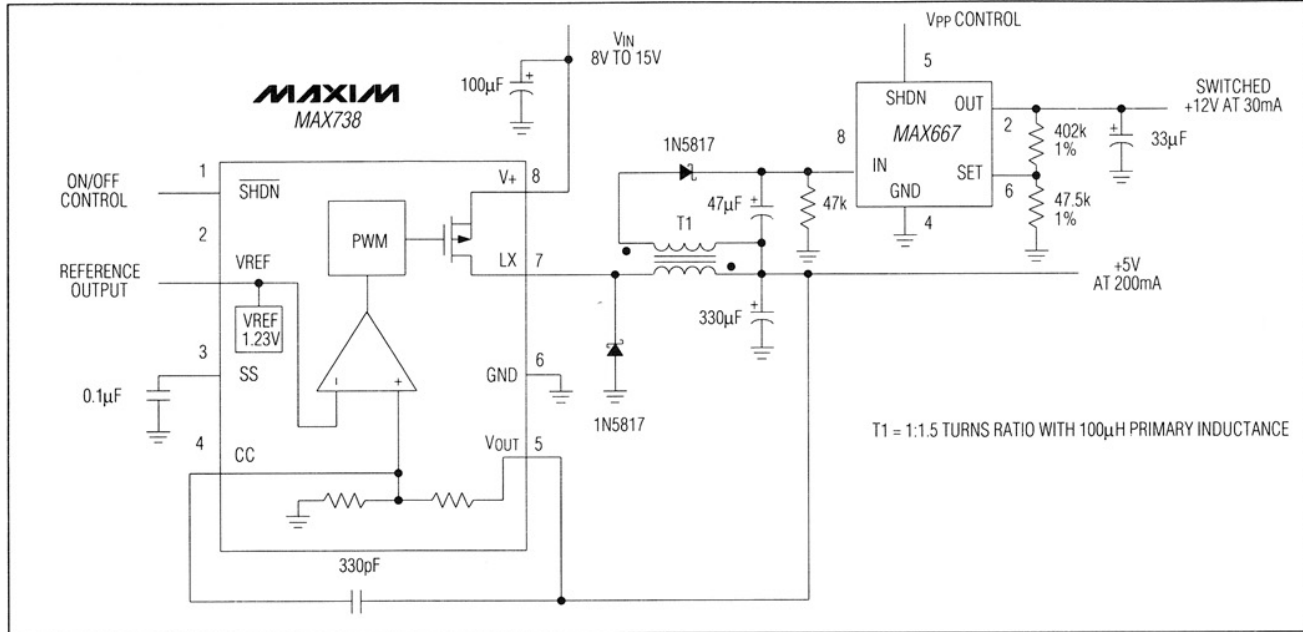 VPP CONTROL
VIN
8V TO 15V
100µF
+
MAXIM
MAX738
5
SHDN
OUT
MAX667
8
IN
GND
4
2
SET
6
SWITCHED
+12V AT 30mA
402k
1%
+
33µF
47.5k
1%
1N5817
47µF
+
47k
T1
1
ON/OFF
CONTROL
SHDN
V+
8
2
PWM
LX
7
REFERENCE
OUTPUT
VREF
VREF
1.23V
+5V
AT 200mA
330µF
+
3
SS
0.1µF
6
GND
1N5817
- +
T1 = 1:1.5 TURNS RATIO WITH 100µH PRIMARY INDUCTANCE
4
CC
VOUT
5
330pF